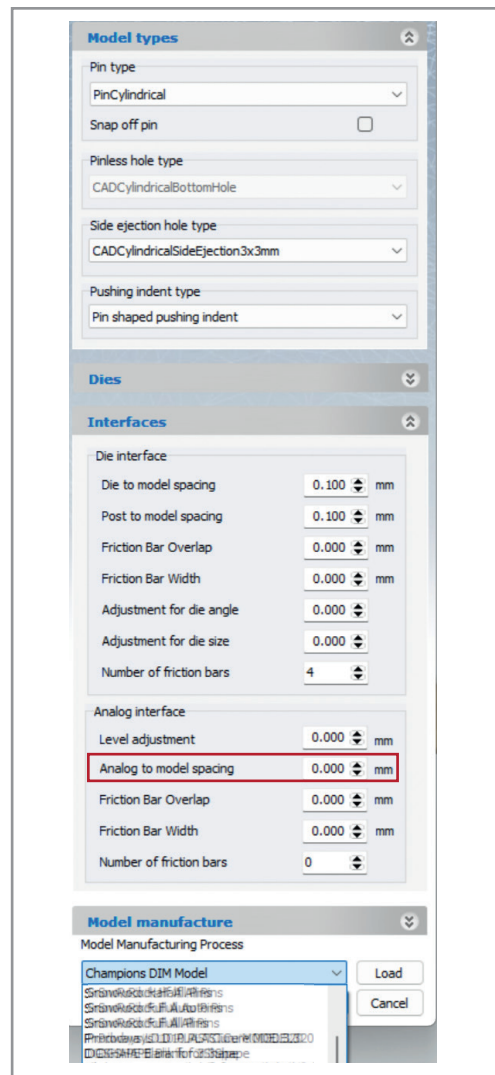 Model types
Pin type
PinCylindrical
Snap off pin
Pinless hole type
CADCylindricalBottomHole
Side ejection hole type
CADCylindricalSideEjection3x3mm
Pushing indent type
Pin shaped pushing indent
Dies
Interfaces
Die interface
Die to model spacing 0.100 mm
Post to model spacing 0.100 mm
Friction Bar Overlap 0.000 mm
Friction Bar Width 0.000 mm
Adjustment for die angle 0.000
Adjustment for die size 0.000
Number of friction bars 4
Analog interface
Level adjustment 0.000 mm
Analog to model spacing 0.000 mm
Friction Bar Overlap 0.000 mm
Friction Bar Width 0.000 mm
Number of friction bars 0
Model manufacture
Model Manufacturing Process
Champions DIM Model Load
Cancel